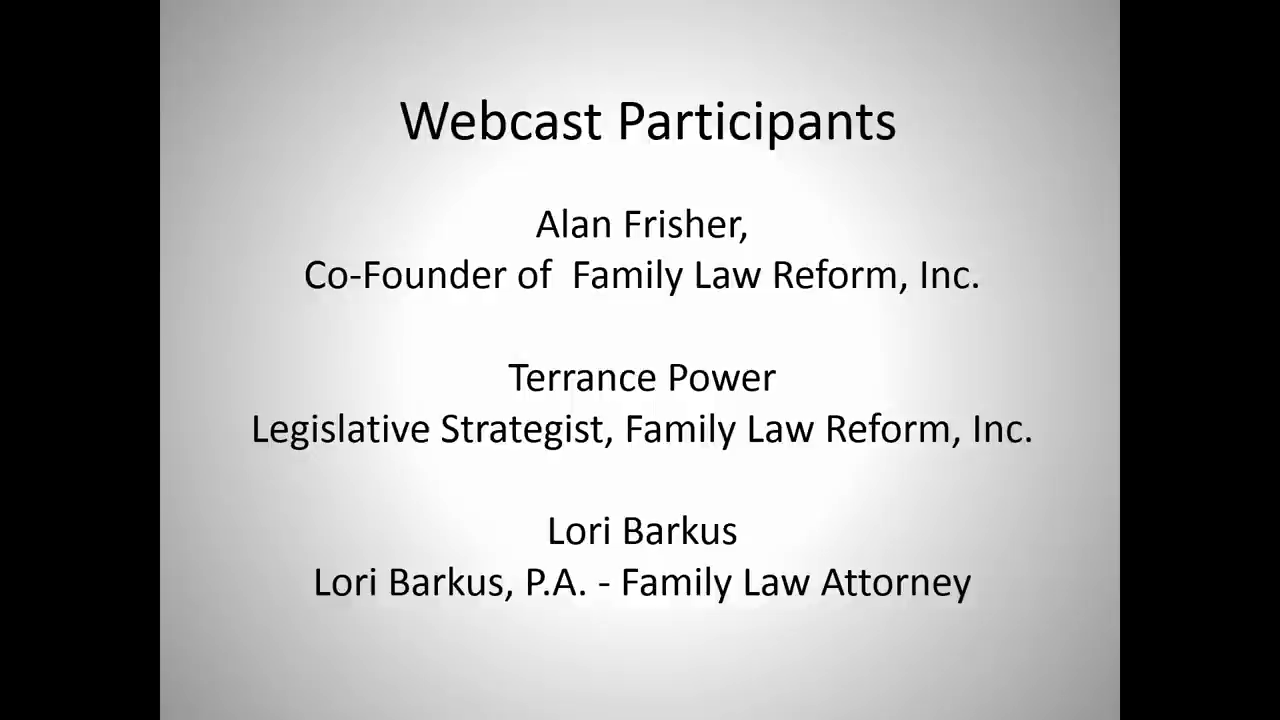 Webcast Participants
Alan Frisher,
Co-Founder of  Family Law Reform, Inc.
Terrance Power
Legislative Strategist, Family Law Reform, Inc.
Lori Barkus
Lori Barkus, P.A. - Family Law Attorney